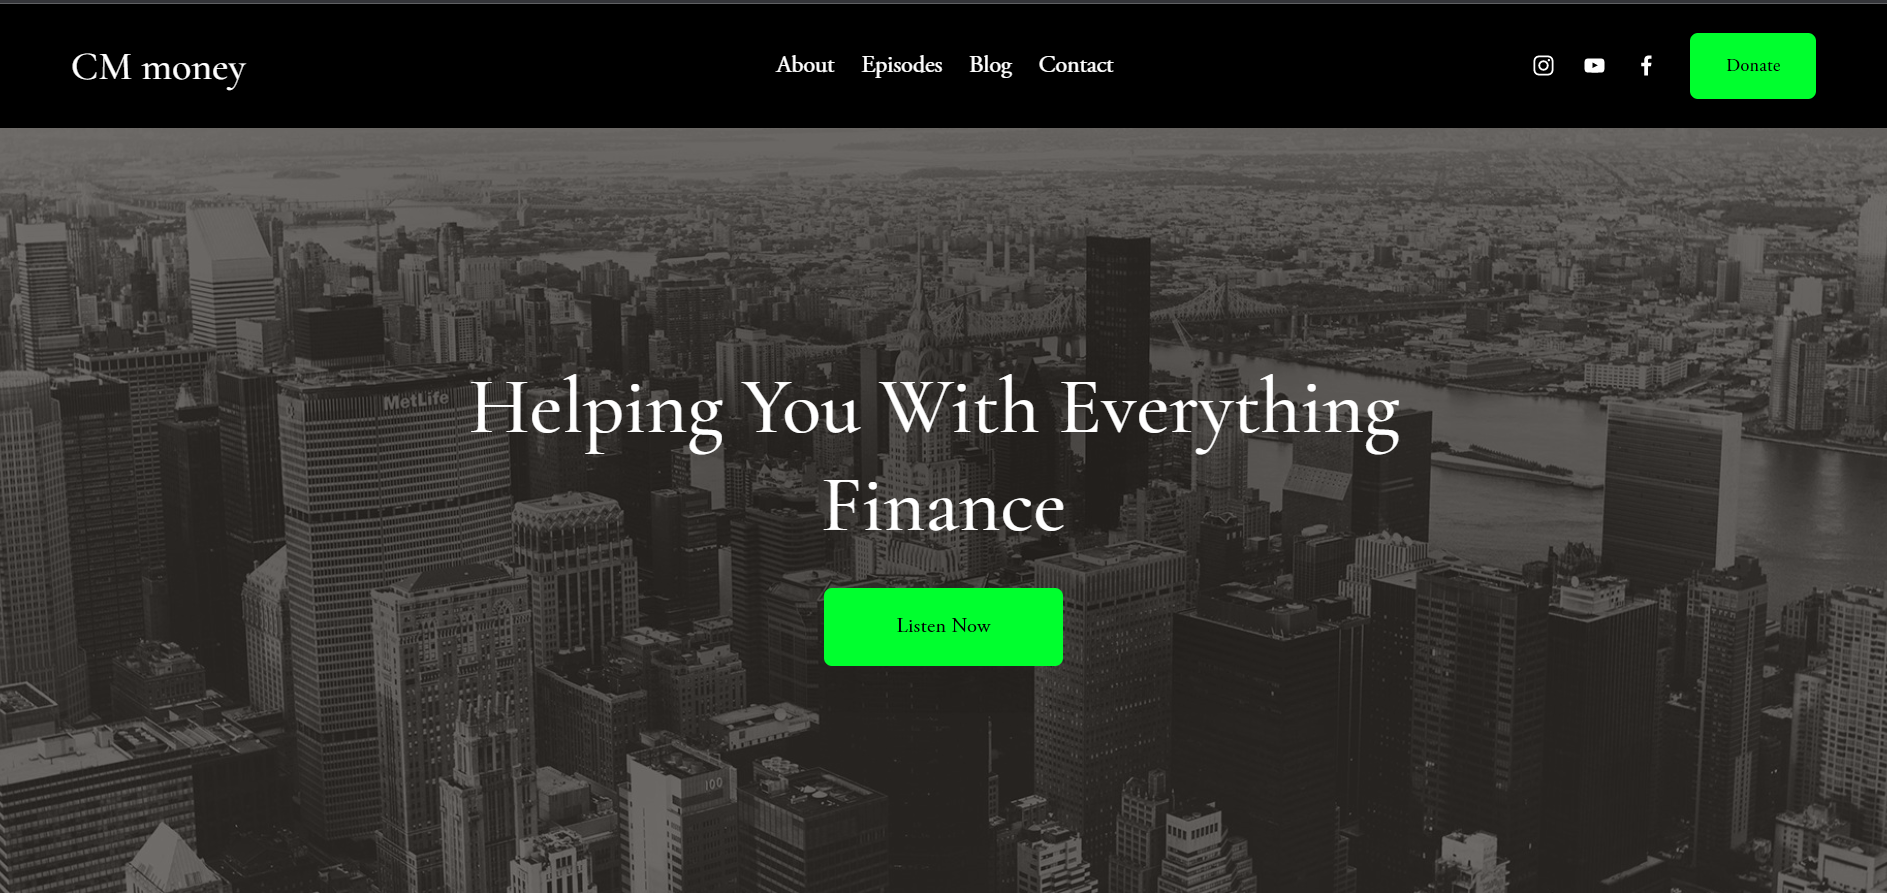 CM money
About Episodes Blog Contact
Donate
MetLife
Helping You With Everything
Finance
Listen Now
100